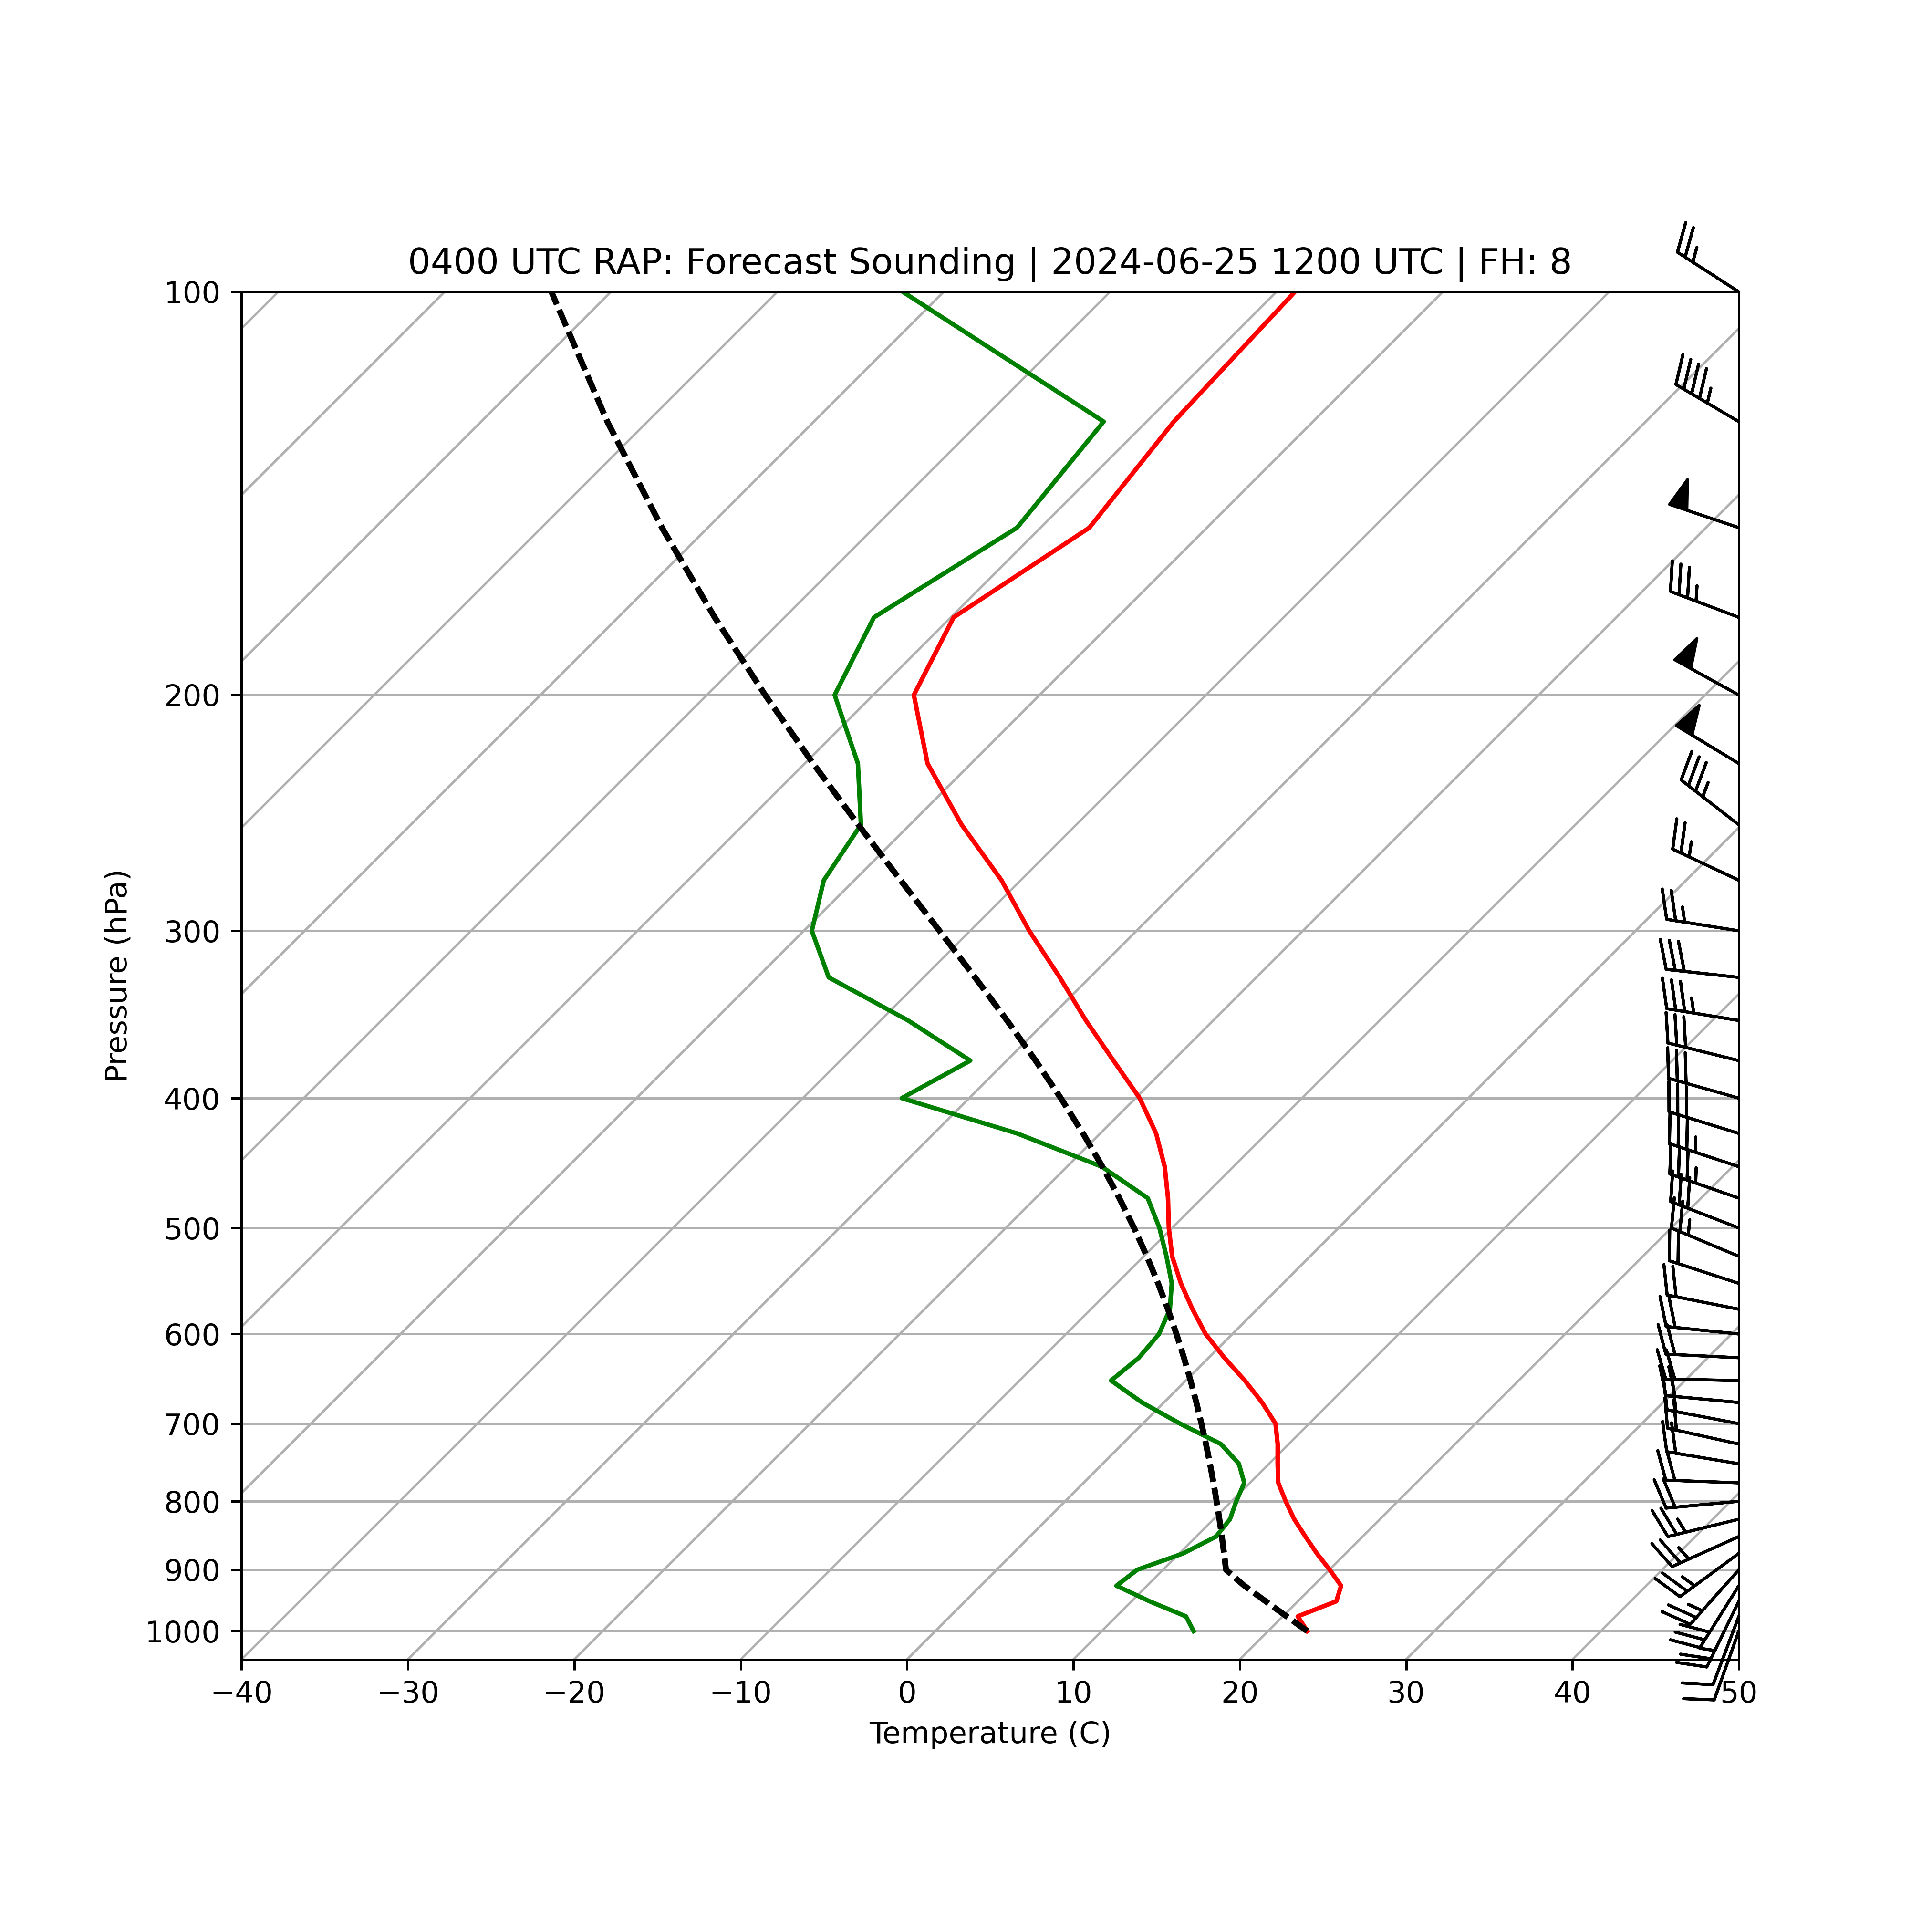 0400 UTC RAP: Forecast Sounding | 2024-06-25 1200 UTC | FH: 8
100
200
300
400
500
600
700
800
900
1000
Pressure (hPa)
−40 −30 −20 −10 0 10 20 30 40 50
Temperature (C)